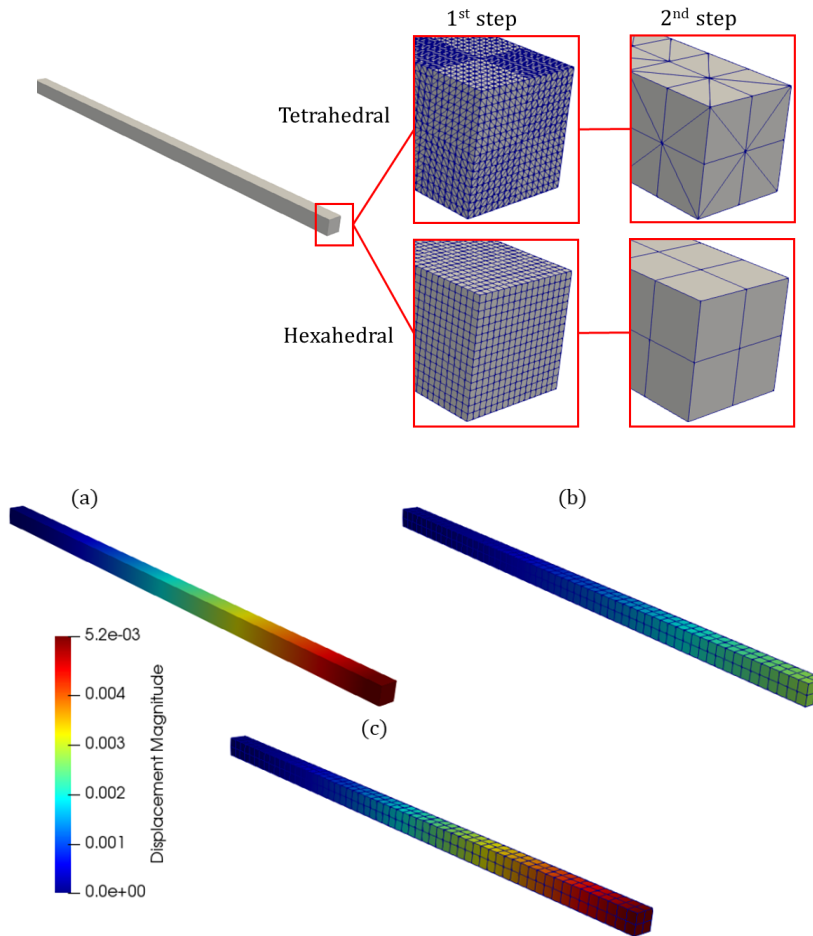 1st step
2nd step
Tetrahedral
Hexahedral
(a)
(b)
5.2e-03
0.004
0.003
0.002
0.001
0.0e+00
Displacement Magnitude
(c)